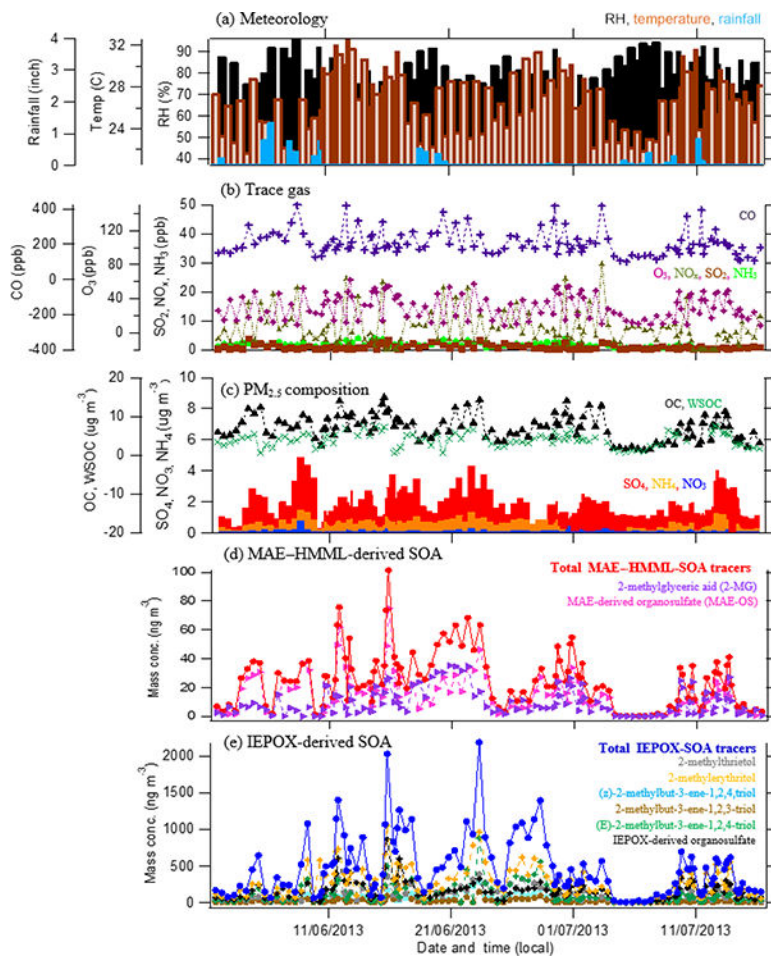 (a) Meteorology
RH, temperature, rainfall
Rainfall (inch)
4
3
2
1
0
Temp (C)
32
28
24
RH (%)
90
80
70
60
50
40
(b) Trace gas
CO
O3, NOx, SO2, NH3
CO (ppb)
400
200
0
-200
-400
O3 (ppb)
120
80
40
0
SO2, NOx, NH3 (ppb)
50
40
30
20
10
0
(c) PM2.5 composition
OC, WSOC
SO4, NH4, NO3
OC, WSOC (ug m-3)
20
10
0
-10
-20
SO4, NO3, NH4 (ug m-3)
10
8
6
4
2
0
(d) MAE–HMML-derived SOA
Total MAE–HMML-SOA tracers
2-methylglyceric aid (2-MG)
MAE-derived organosulfate (MAE-OS)
Mass conc. (ng m-3)
100
80
60
40
20
0
(e) IEPOX-derived SOA
Total IEPOX-SOA tracers
2-methylthrietol
2-methylerythritol
(z)-2-methylbut-3-ene-1,2,4,triol
2-methylbut-3-ene-1,2,3-triol
(E)-2-methylbut-3-ene-1,2,4-triol
IEPOX-derived organosulfate
Mass conc. (ng m-3)
2000
1500
1000
500
0
11/06/2013 21/06/2013 01/07/2013 11/07/2013
Date and time (local)